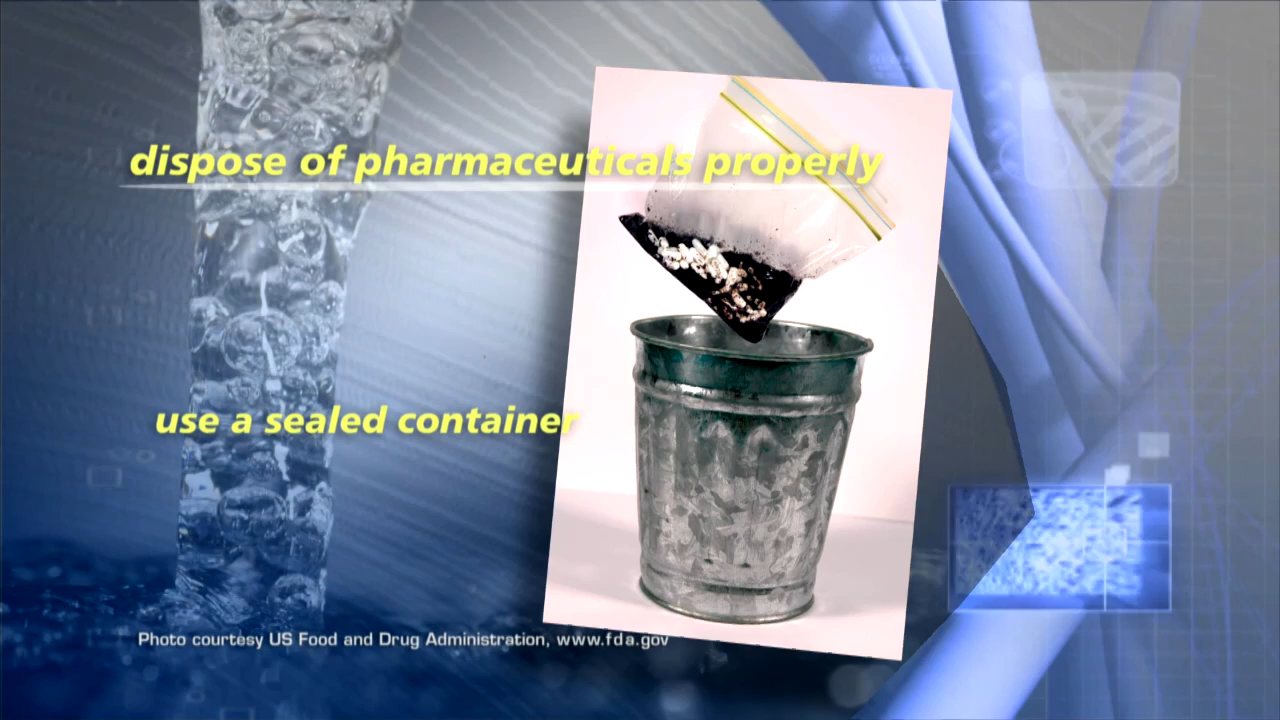 dispose of pharmaceuticals properly
use a sealed container
Photo courtesy US Food and Drug Administration, www.fda.gov